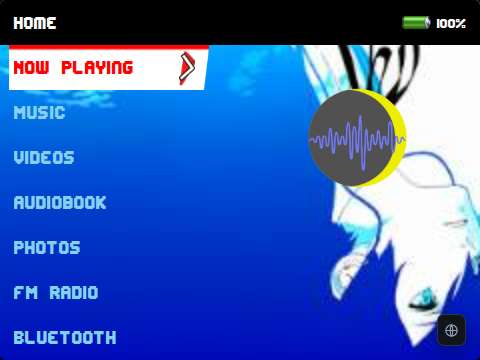 HOME
100%
NOW PLAYING
MUSIC
VIDEOS
AUDIOBOOK
PHOTOS
FM RADIO
BLUETOOTH